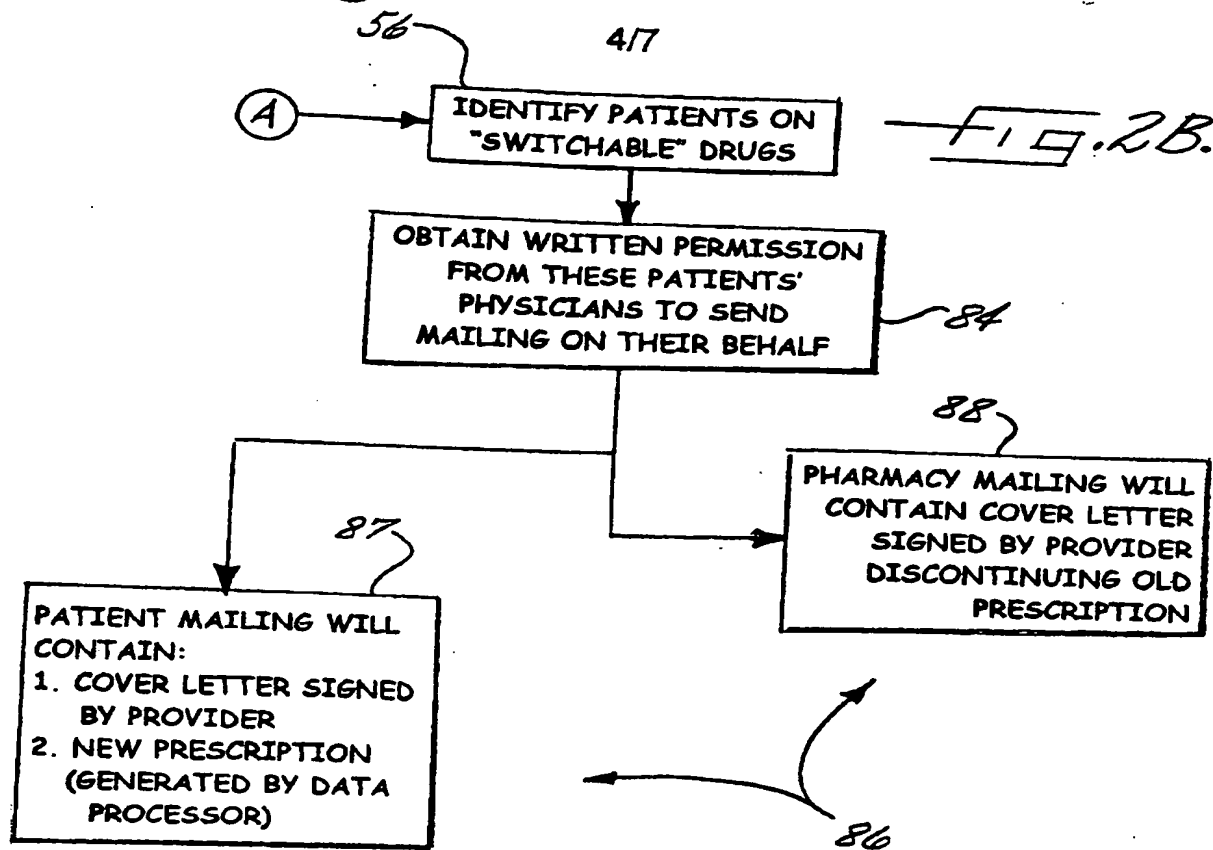 56
4/7
A
IDENTIFY PATIENTS ON
"SWITCHABLE" DRUGS
Fig. 2B.
OBTAIN WRITTEN PERMISSION
FROM THESE PATIENTS'
PHYSICIANS TO SEND
MAILING ON THEIR BEHALF
84
88
PHARMACY MAILING WILL
CONTAIN COVER LETTER
SIGNED BY PROVIDER
DISCONTINUING OLD
PRESCRIPTION
87
PATIENT MAILING WILL
CONTAIN:
1. COVER LETTER SIGNED
BY PROVIDER
2. NEW PRESCRIPTION
(GENERATED BY DATA
PROCESSOR)
86